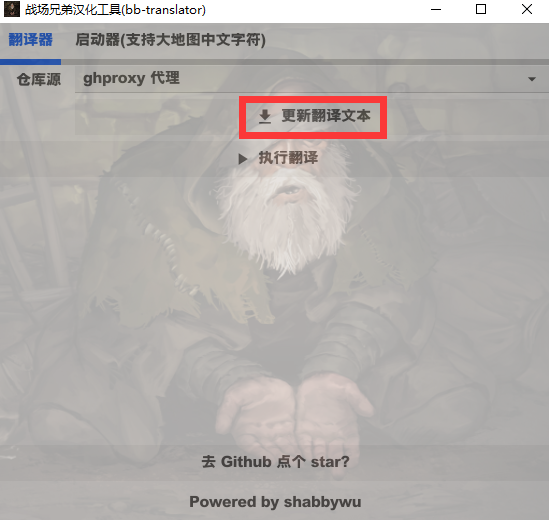 战场兄弟汉化工具(bb-translator)
翻译器 启动器(支持大地图中文字符)
仓库源 ghproxy 代理
更新翻译文本
执行翻译
去 Github 点个 star?
Powered by shabbywu